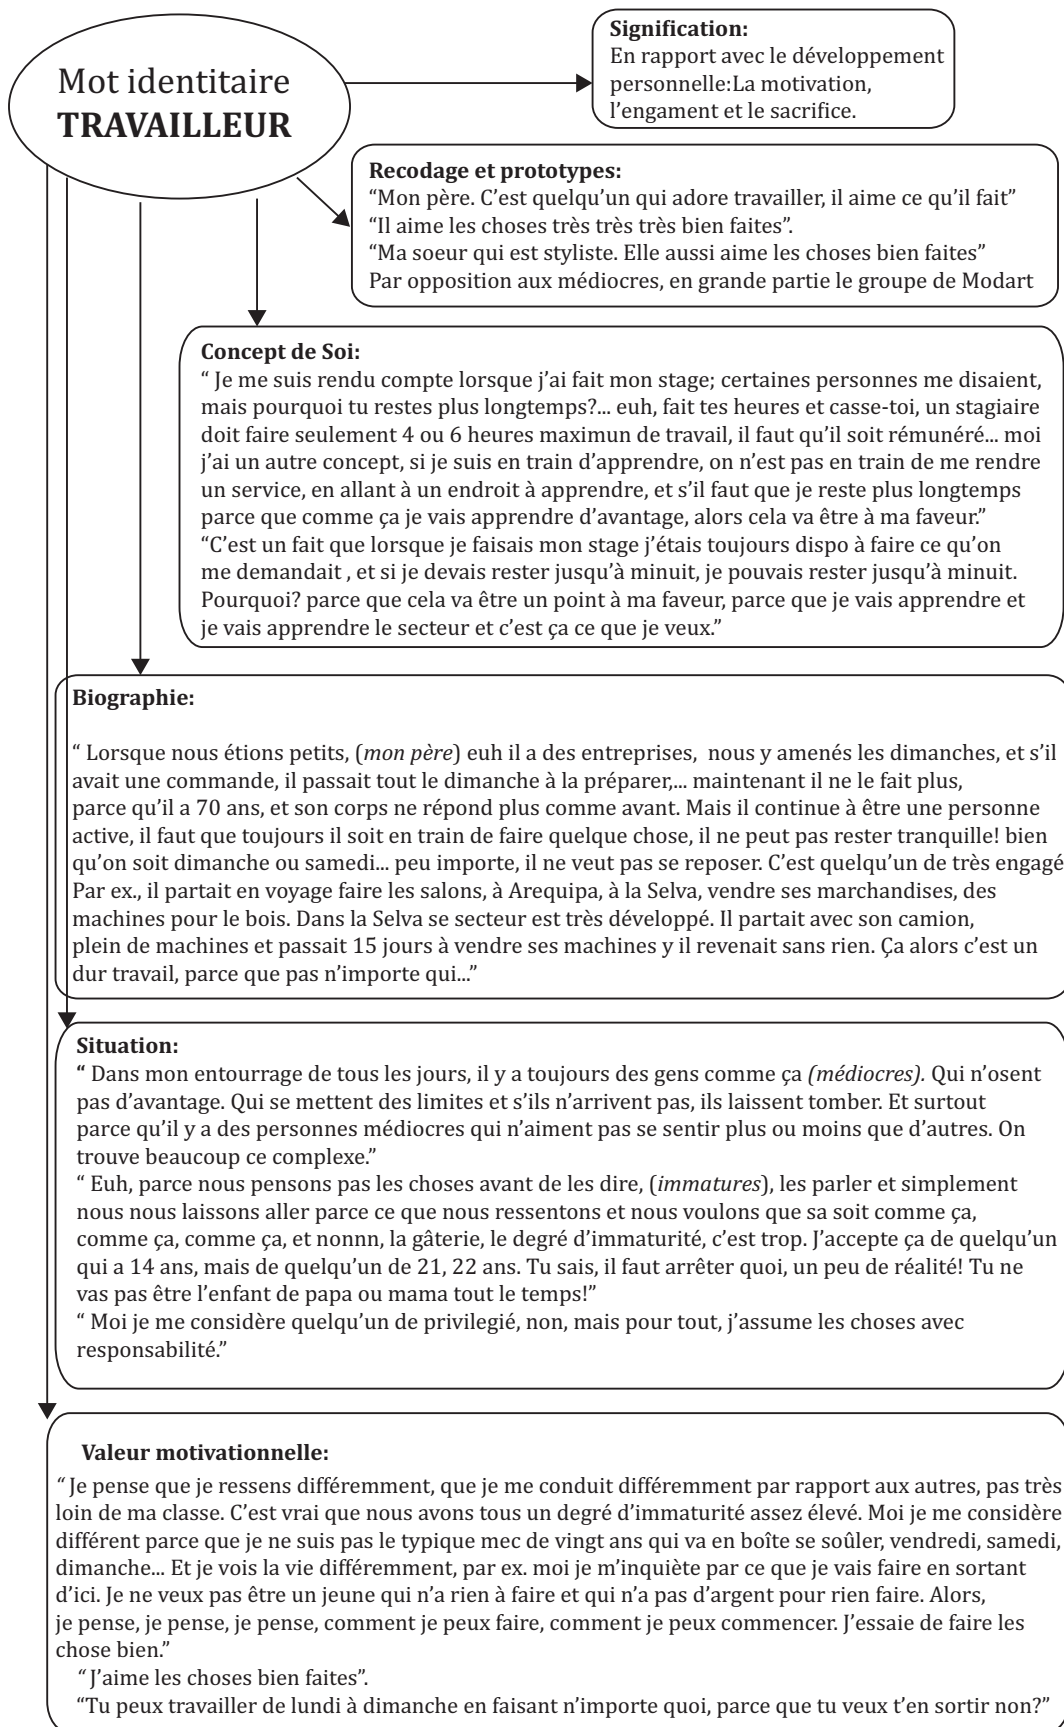 Mot identitaire
TRAVAILLEUR
Signification:
En rapport avec le développement
personnelle:La motivation,
l’engament et le sacrifice.
Recodage et prototypes:
“Mon père. C’est quelqu’un qui adore travailler, il aime ce qu’il fait”
“Il aime les choses très très très bien faites”.
“Ma soeur qui est styliste. Elle aussi aime les choses bien faites”
Par opposition aux médiocres, en grande partie le groupe de Modart
Concept de Soi:
“ Je me suis rendu compte lorsque j’ai fait mon stage; certaines personnes me disaient,
mais pourquoi tu restes plus longtemps?... euh, fait tes heures et casse-toi, un stagiaire
doit faire seulement 4 ou 6 heures maximun de travail, il faut qu’il soit rémunéré... moi
j’ai un autre concept, si je suis en train d’apprendre, on n’est pas en train de me rendre
un service, en allant à un endroit à apprendre, et s’il faut que je reste plus longtemps
parce que comme ça je vais apprendre d’avantage, alors cela va être à ma faveur.”
“C’est un fait que lorsque je faisais mon stage j’étais toujours dispo à faire ce qu’on
me demandait , et si je devais rester jusqu’à minuit, je pouvais rester jusqu’à minuit.
Pourquoi? parce que cela va être un point à ma faveur, parce que je vais apprendre et
je vais apprendre le secteur et c’est ça ce que je veux.”
Biographie:
“ Lorsque nous étions petits, (mon père) euh il a des entreprises,  nous y amenés les dimanches, et s’il
avait une commande, il passait tout le dimanche à la préparer,... maintenant il ne le fait plus,
parce qu’il a 70 ans, et son corps ne répond plus comme avant. Mais il continue à être une personne
active, il faut que toujours il soit en train de faire quelque chose, il ne peut pas rester tranquille! bien
qu’on soit dimanche ou samedi... peu importe, il ne veut pas se reposer. C’est quelqu’un de très engagé
Par ex., il partait en voyage faire les salons, à Arequipa, à la Selva, vendre ses marchandises, des
machines pour le bois. Dans la Selva se secteur est très développé. Il partait avec son camion,
plein de machines et passait 15 jours à vendre ses machines y il revenait sans rien. Ça alors c’est un
dur travail, parce que pas n’importe qui...”
Situation:
“ Dans mon entourrage de tous les jours, il y a toujours des gens comme ça (médiocres). Qui n’osent
pas d’avantage. Qui se mettent des limites et s’ils n’arrivent pas, ils laissent tomber. Et surtout
parce qu’il y a des personnes médiocres qui n’aiment pas se sentir plus ou moins que d’autres. On
trouve beaucoup ce complexe.”
“ Euh, parce nous pensons pas les choses avant de les dire, (immatures), les parler et simplement
nous nous laissons aller parce ce que nous ressentons et nous voulons que sa soit comme ça,
comme ça, comme ça, et nonnn, la gâterie, le degré d’immaturité, c’est trop. J’accepte ça de quelqu’un
qui a 14 ans, mais de quelqu’un de 21, 22 ans. Tu sais, il faut arrêter quoi, un peu de réalité! Tu ne
vas pas être l’enfant de papa ou mama tout le temps!”
“ Moi je me considère quelqu’un de privilegié, non, mais pour tout, j’assume les choses avec
responsabilité.”
Valeur motivationnelle:
“ Je pense que je ressens différemment, que je me conduit différemment par rapport aux autres, pas très
loin de ma classe. C’est vrai que nous avons tous un degré d’immaturité assez élevé. Moi je me considère
différent parce que je ne suis pas le typique mec de vingt ans qui va en boîte se soûler, vendredi, samedi,
dimanche... Et je vois la vie différemment, par ex. moi je m’inquiète par ce que je vais faire en sortant
d’ici. Je ne veux pas être un jeune qui n’a rien à faire et qui n’a pas d’argent pour rien faire. Alors,
je pense, je pense, je pense, comment je peux faire, comment je peux commencer. J’essaie de faire les
chose bien.”
“ J’aime les choses bien faites”.
“Tu peux travailler de lundi à dimanche en faisant n’importe quoi, parce que tu veux t’en sortir non?”